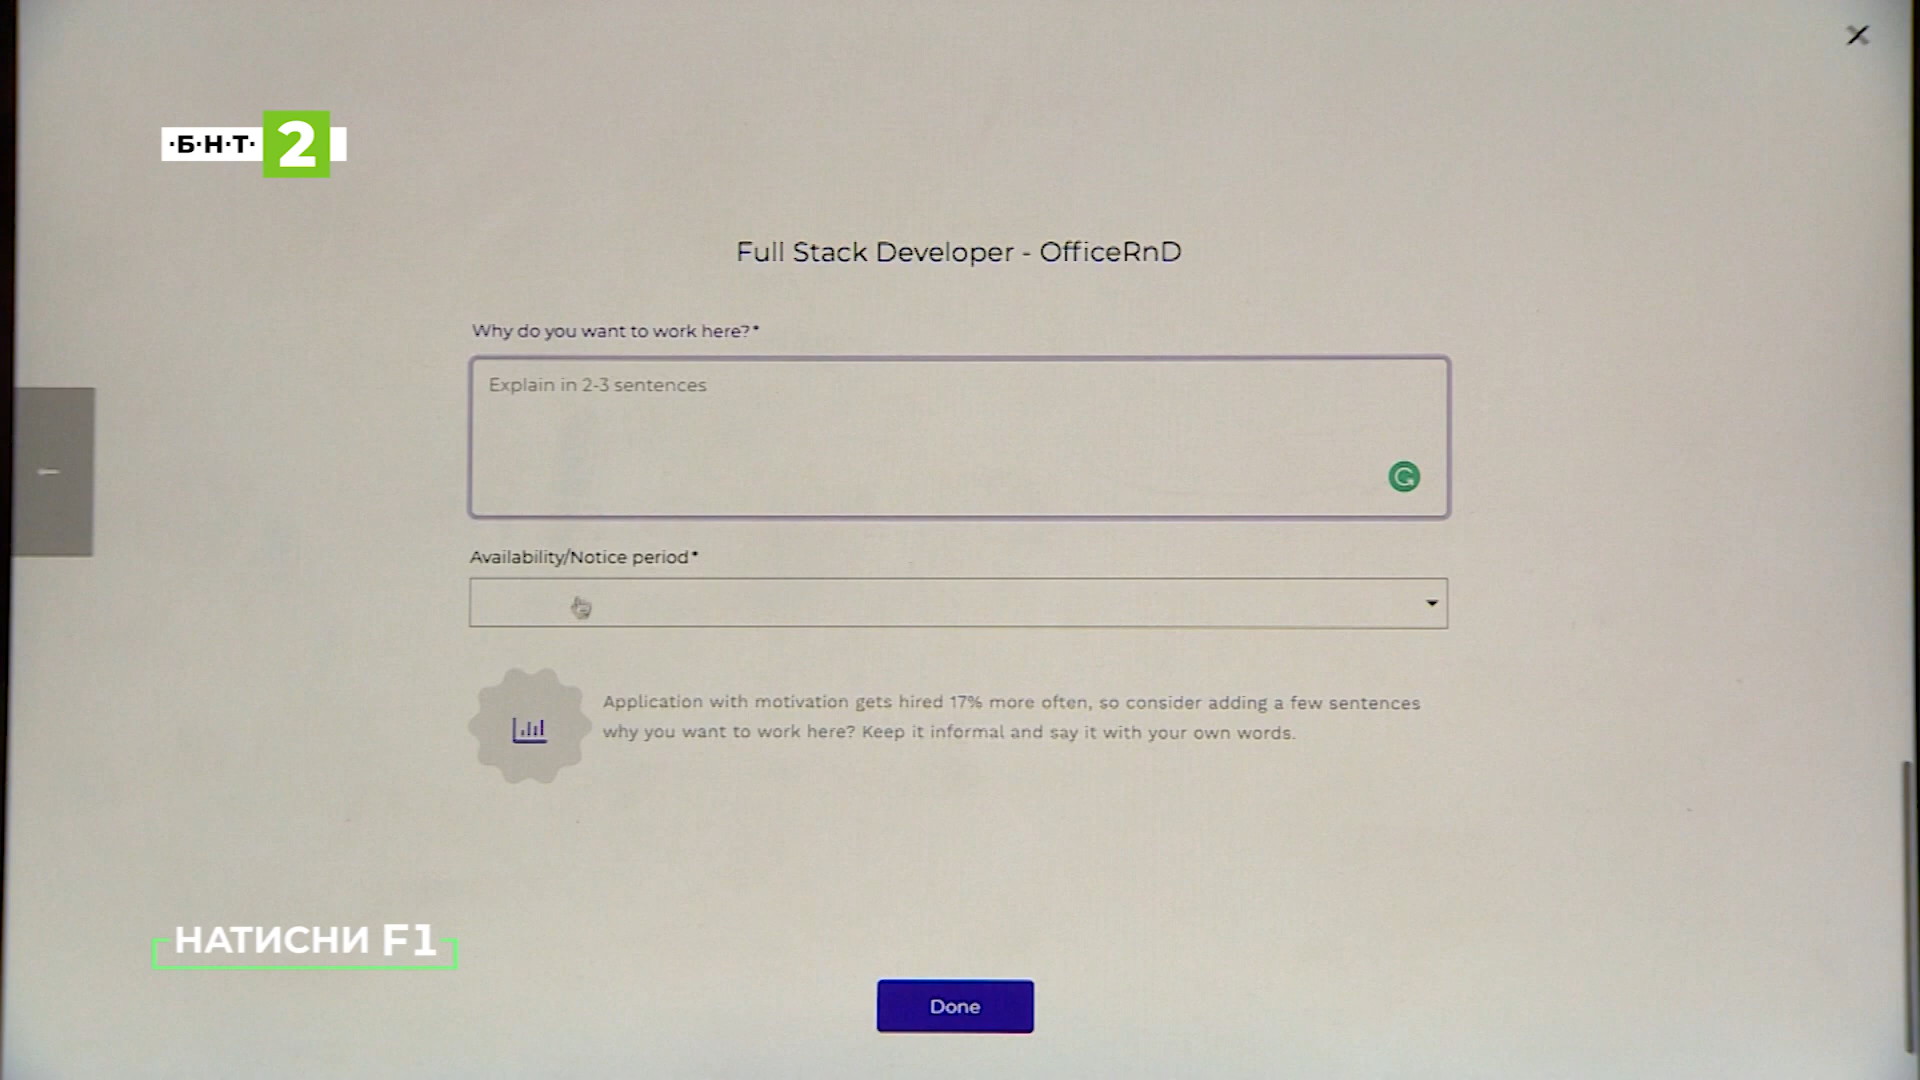 ·Б·Н·Т· 2
Full Stack Developer - OfficeRnD
Why do you want to work here?*
Explain in 2-3 sentences
Availability/Notice period*
Application with motivation gets hired 17% more often, so consider adding a few sentences
why you want to work here? Keep it informal and say it with your own words.
НАТИСНИ F1
Done